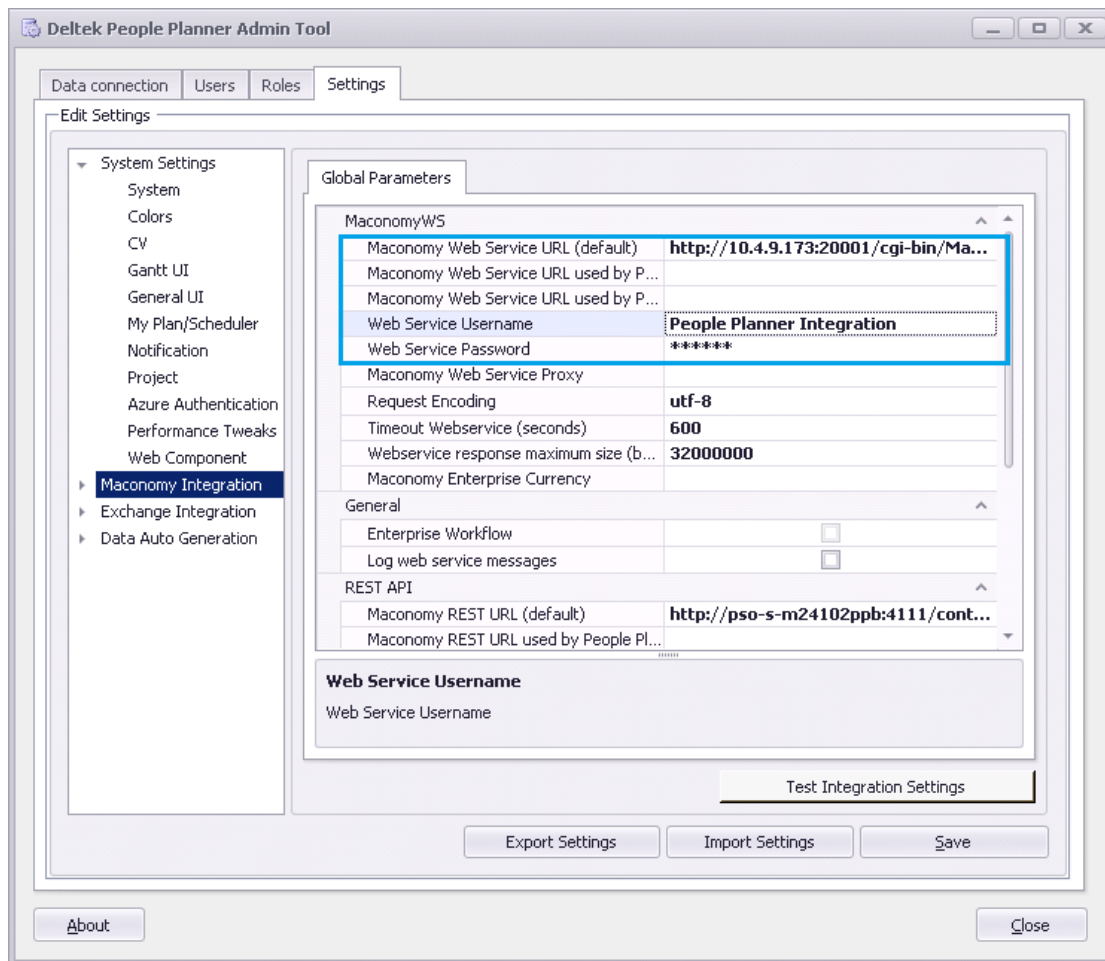 Deltek People Planner Admin Tool
Data connection Users Roles Settings
Edit Settings
System Settings
System
Colors
CV
Gantt UI
General UI
My Plan/Scheduler
Notification
Project
Azure Authentication
Performance Tweaks
Web Component
Maconomy Integration
Exchange Integration
Data Auto Generation
Global Parameters
MaconomyWS
Maconomy Web Service URL (default) http://10.4.9.173:20001/cgi-bin/Ma...
Maconomy Web Service URL used by P...
Maconomy Web Service URL used by P...
Web Service Username People Planner Integration
Web Service Password ******
Maconomy Web Service Proxy
Request Encoding utf-8
Timeout Webservice (seconds) 600
Webservice response maximum size (b... 32000000
Maconomy Enterprise Currency
General
Enterprise Workflow
Log web service messages
REST API
Maconomy REST URL (default) http://pso-s-m24102ppb:4111/cont...
Maconomy REST URL used by People Pl...
Web Service Username
Web Service Username
Test Integration Settings
Export Settings Import Settings Save
About Close